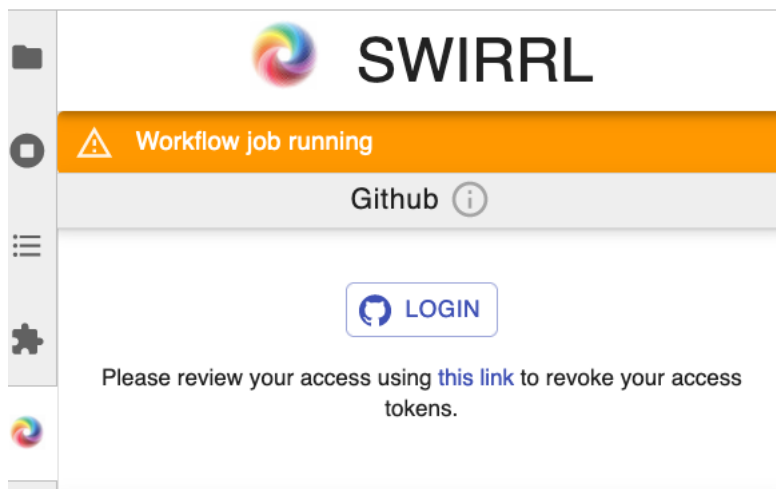 SWIRRL
Workflow job running
Github
LOGIN
Please review your access using this link to revoke your access
tokens.